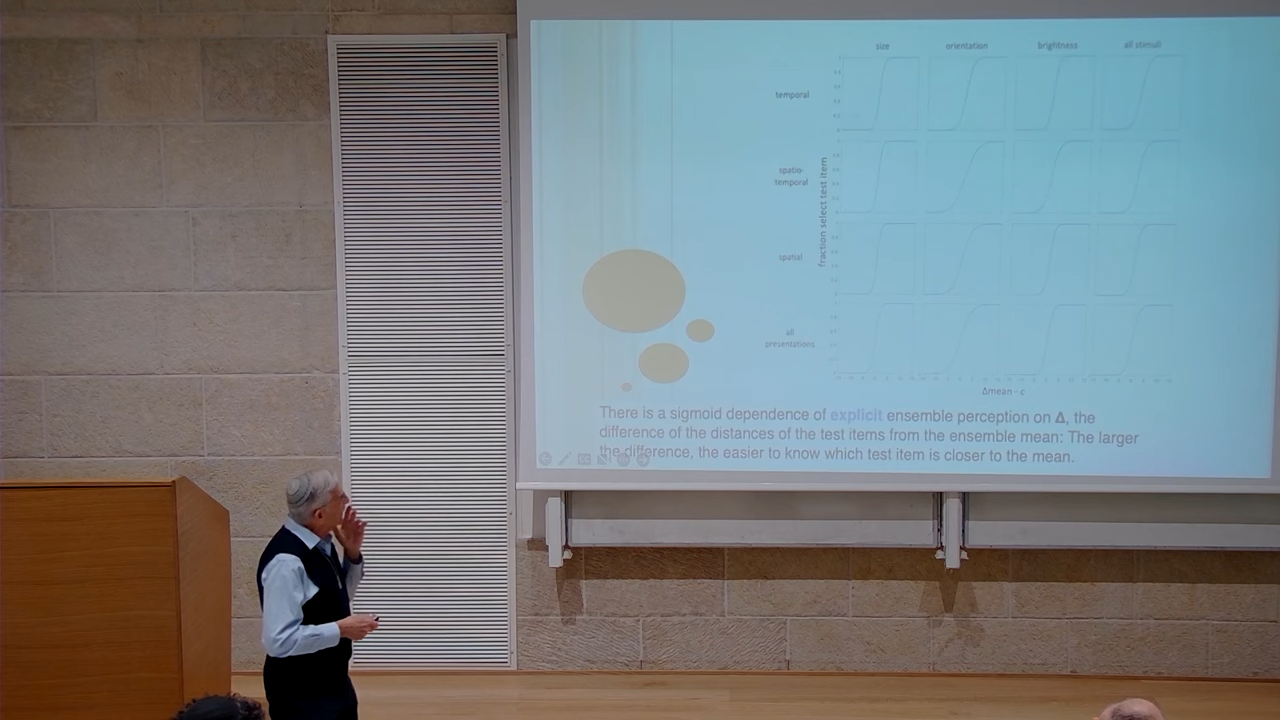 size orientation brightness all stimuli
temporal
spatio-
temporal
spatial
all
presentations
fraction select test item
Δmean - c
There is a sigmoid dependence of explicit ensemble perception on Δ, the
difference of the distances of the test items from the ensemble mean: The larger
the difference, the easier to know which test item is closer to the mean.